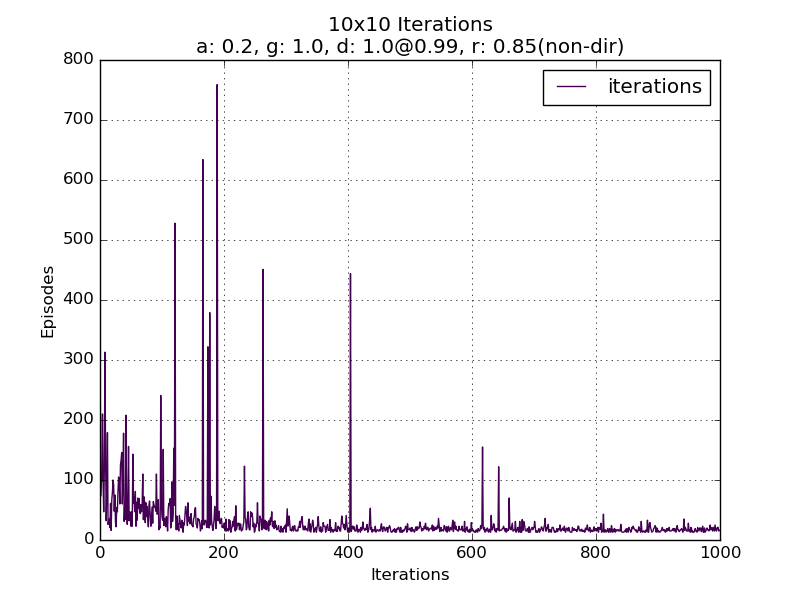 10x10 Iterations
a: 0.2, g: 1.0, d: 1.0@0.99, r: 0.85(non-dir)
800
700
600
500
400
300
200
100
0
Episodes
iterations
0 200 400 600 800 1000
Iterations